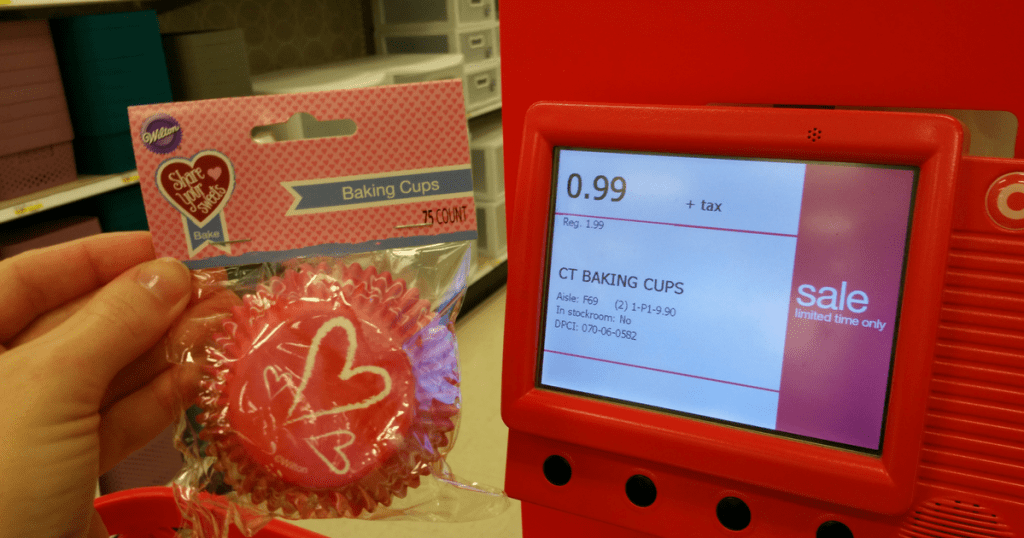 Wilton
Share
your
sweets
Bake
Baking Cups
75 COUNT
Wilton
0.99
+ tax
Reg. 1.99
CT BAKING CUPS
Aisle: F69 (2) 1-P1-9.90
In stockroom: No
DPCI: 070-06-0582
sale
limited time only